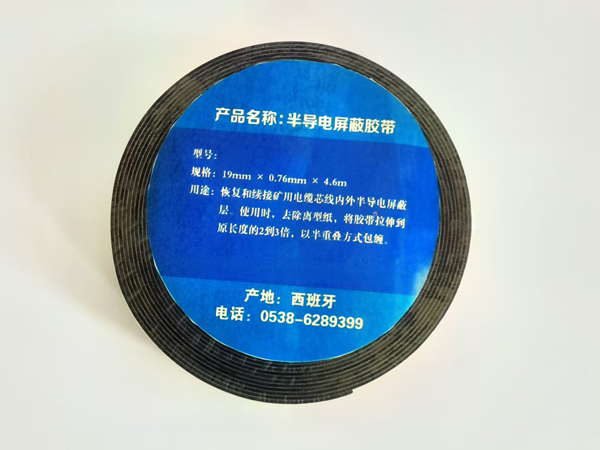 产品名称:半导电屏蔽胶带
型号:
规格: 19mm × 0.76mm × 4.6m
用途: 恢复和续接矿用电缆芯线内外半导电屏蔽
层。使用时, 去除离型纸, 将胶带拉伸到
原长度的2到3倍, 以半重叠方式包缠。
产地: 西班牙
电话: 0538-6289399